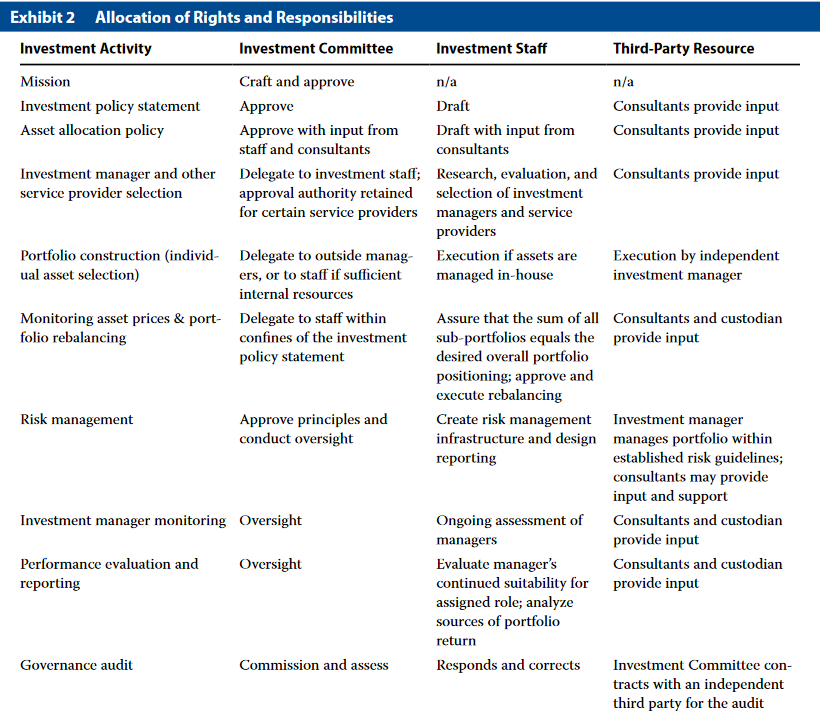 Exhibit 2 Allocation of Rights and Responsibilities
Investment Activity Investment Committee Investment Staff Third-Party Resource
Mission Craft and approve n/a n/a
Investment policy statement Approve Draft Consultants provide input
Asset allocation policy Approve with input from Draft with input from Consultants provide input
staff and consultants consultants
Investment manager and other Delegate to investment staff; Research, evaluation, and Consultants provide input
service provider selection approval authority retained selection of investment
for certain service providers managers and service
providers
Portfolio construction (individ- Delegate to outside manag- Execution if assets are Execution by independent
ual asset selection) ers, or to staff if sufficient managed in-house investment manager
internal resources
Monitoring asset prices & port- Delegate to staff within Assure that the sum of all Consultants and custodian
folio rebalancing confines of the investment sub-portfolios equals the provide input
policy statement desired overall portfolio
positioning; approve and
execute rebalancing
Risk management Approve principles and Create risk management Investment manager
conduct oversight infrastructure and design manages portfolio within
reporting established risk guidelines;
consultants may provide
input and support
Investment manager monitoring Oversight Ongoing assessment of Consultants and custodian
managers provide input
Performance evaluation and Oversight Evaluate manager's Consultants and custodian
reporting continued suitability for provide input
assigned role; analyze
sources of portfolio
return
Governance audit Commission and assess Responds and corrects Investment Committee con-
tracts with an independent
third party for the audit